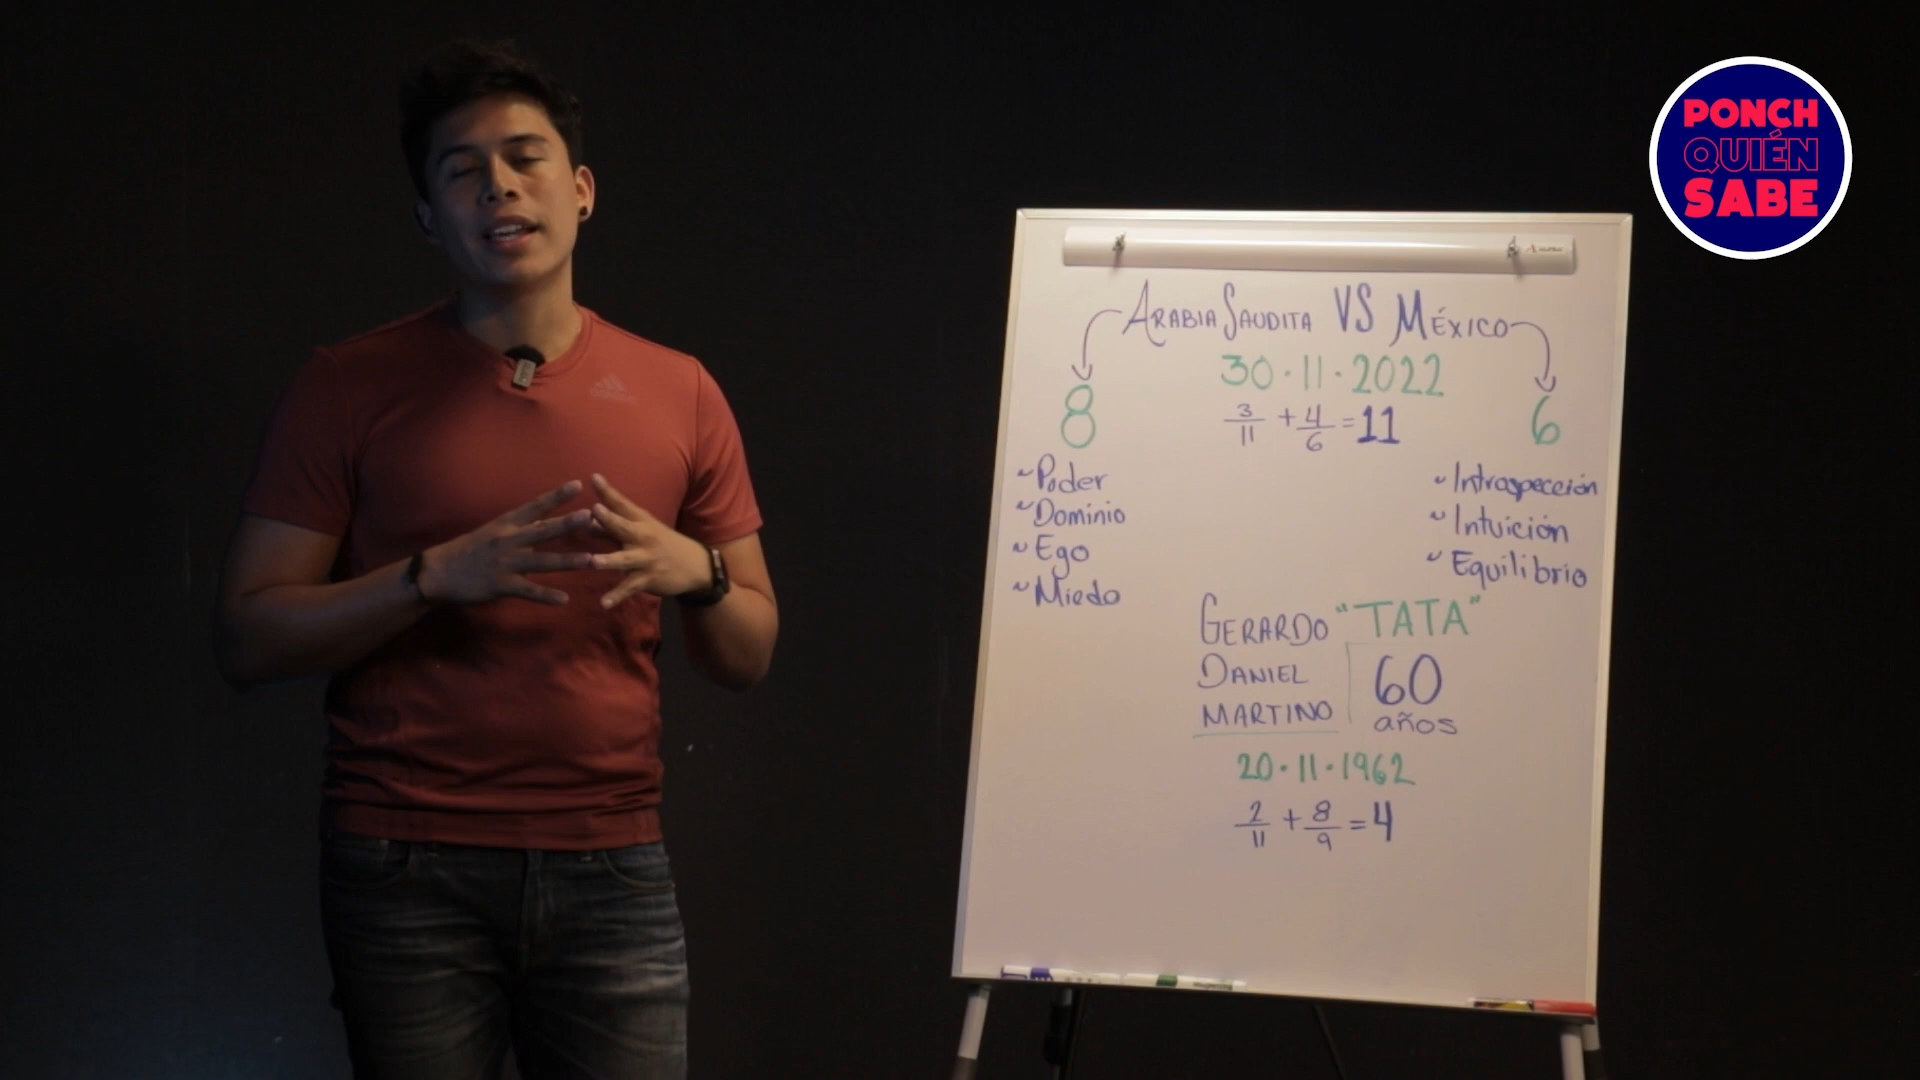 PONCH
QUIÉN
SABE
ARABIA SAUDITA VS MÉXICO
30·11·2022
3/11 + 4/6 = 11
8
~Poder
~Dominio
~Ego
~Miedo
6
~Introspección
~Intuición
~Equilibrio
GERARDO "TATA"
DANIEL
MARTINO
60
años
20·11·1962
2/11 + 8/9 = 4